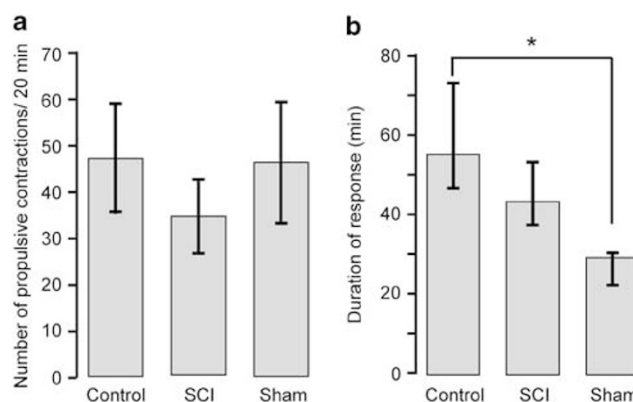 a
Number of propulsive contractions/ 20 min
70
60
50
40
30
20
10
0
Control SCI Sham
b
Duration of response (min)
80
60
40
20
0
*
Control SCI Sham